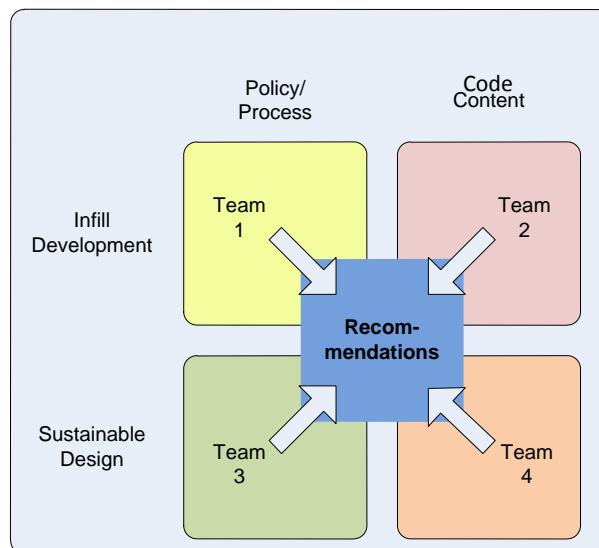 Policy/
Process
Code
Content
Infill
Development
Team
1
Team
2
Recom-
mendations
Sustainable
Design
Team
3
Team
4